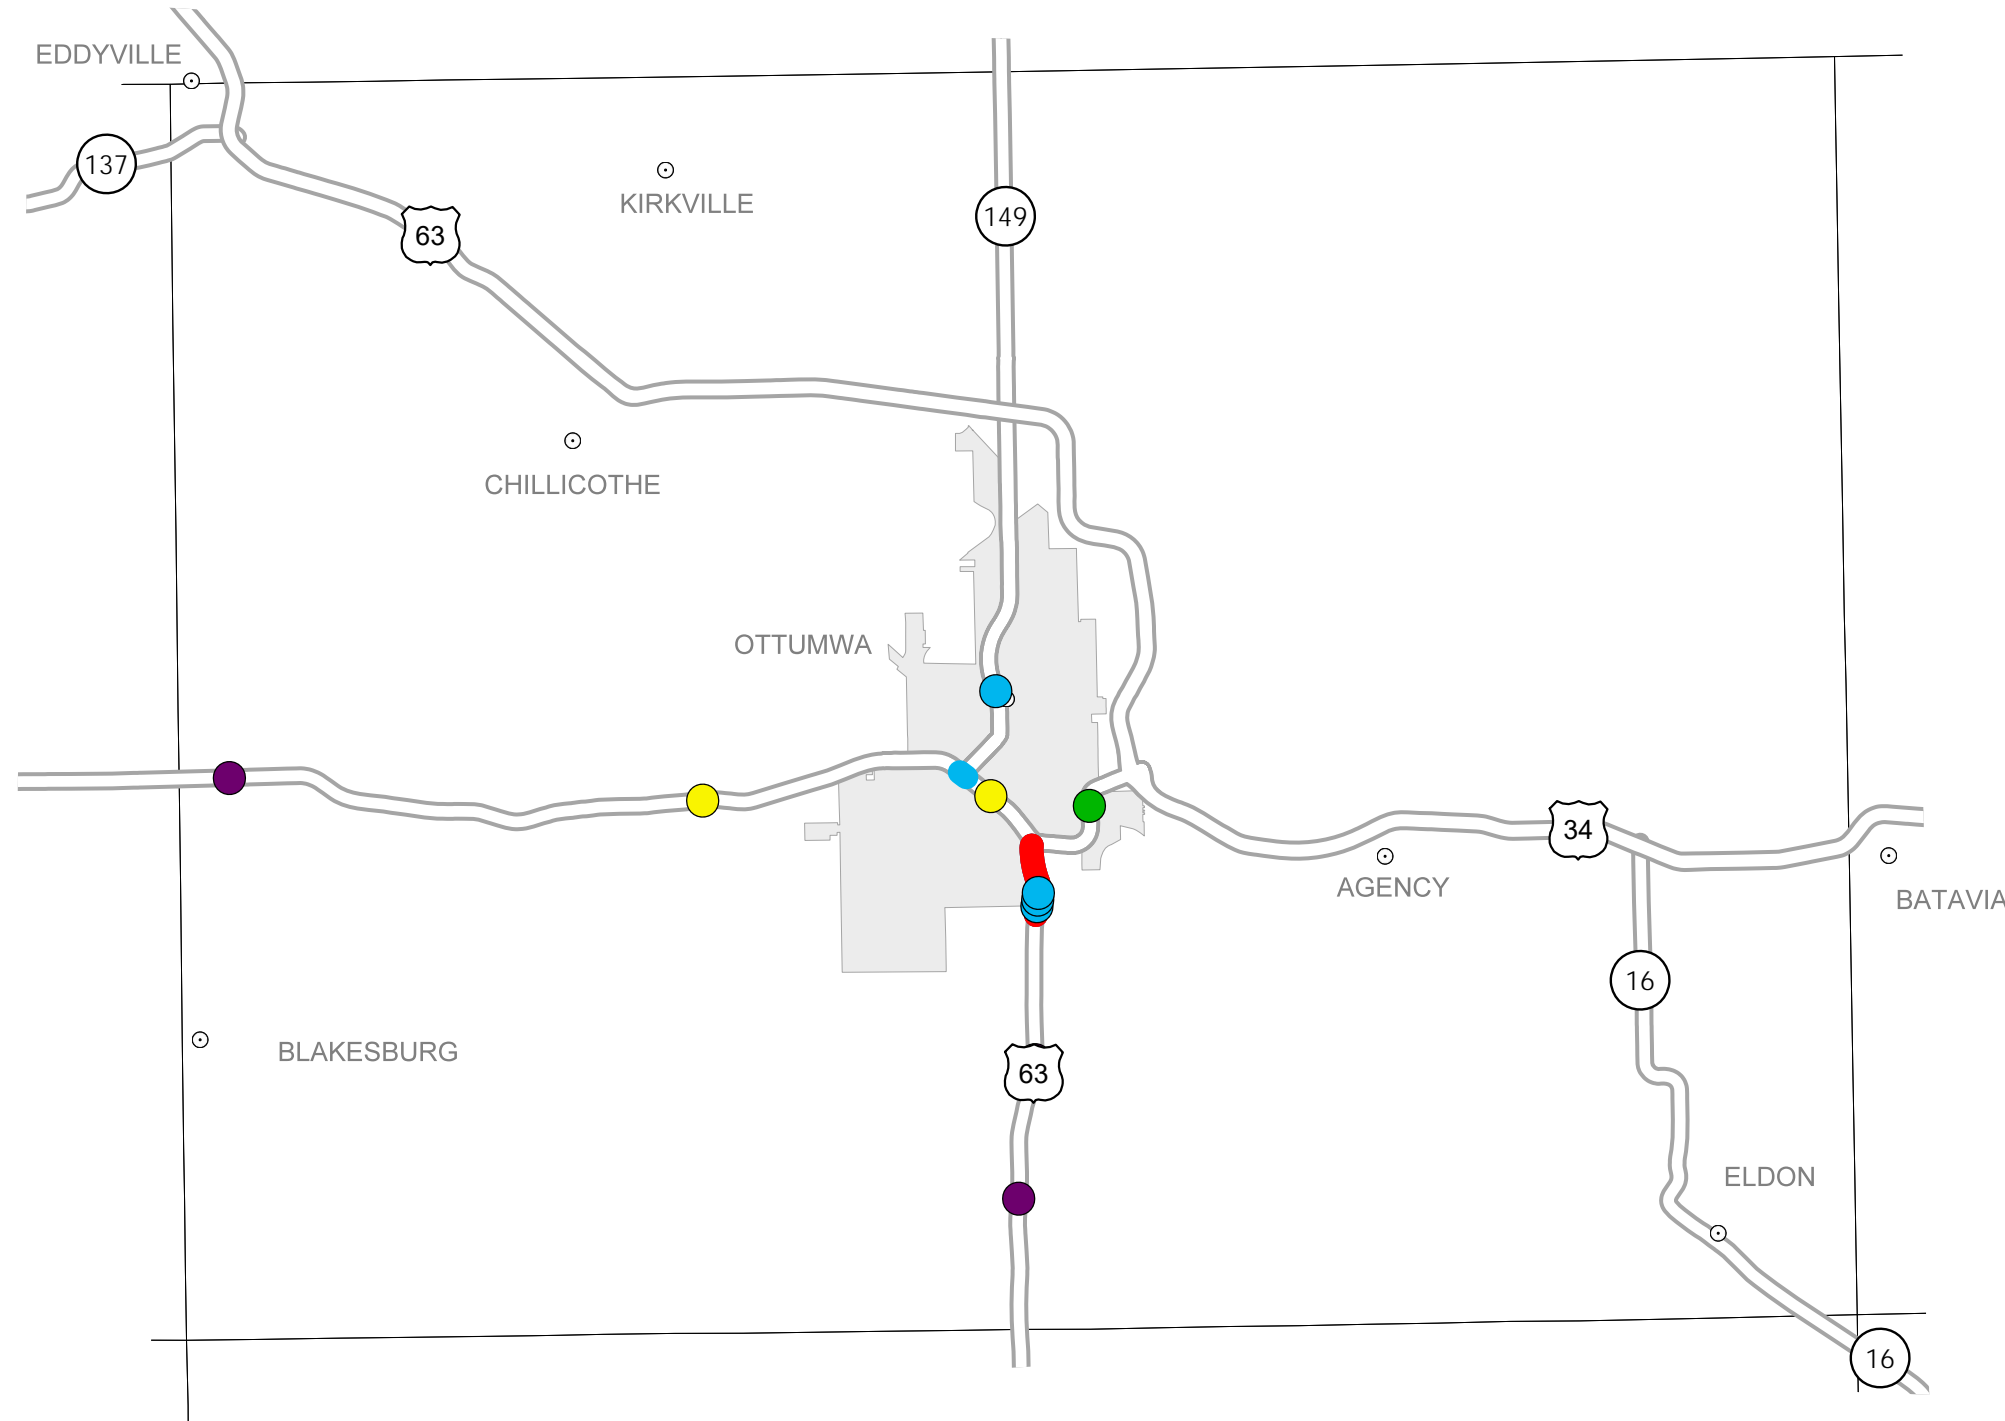 EDDYVILLE
137
KIRKVILLE
149
63
CHILLICOTHE
OTTUMWA
34
AGENCY
BATAVIA
16
BLAKESBURG
63
ELDON
16